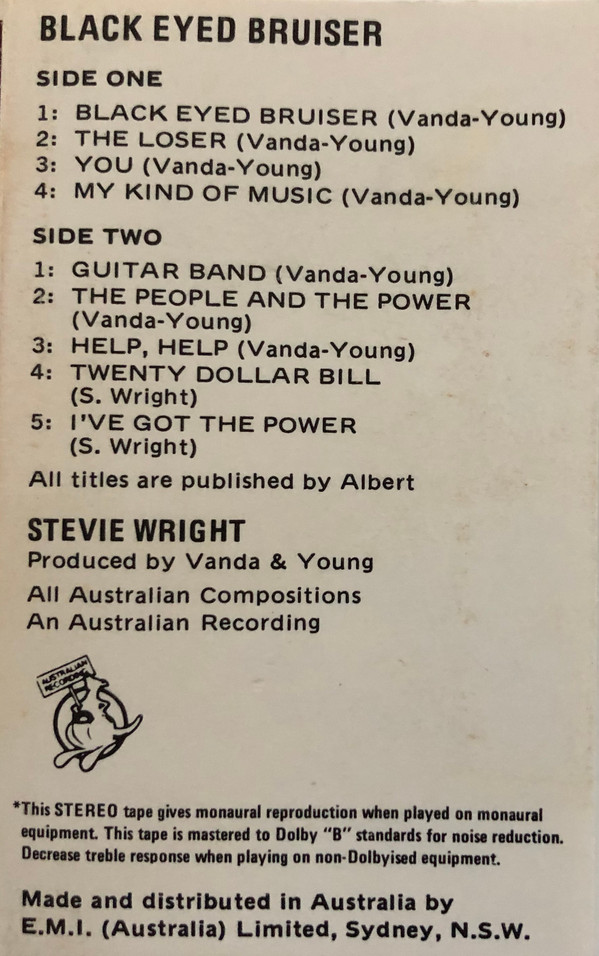 BLACK EYED BRUISER
SIDE ONE
1: BLACK EYED BRUISER (Vanda-Young)
2: THE LOSER (Vanda-Young)
3: YOU (Vanda-Young)
4: MY KIND OF MUSIC (Vanda-Young)
SIDE TWO
1: GUITAR BAND (Vanda-Young)
2: THE PEOPLE AND THE POWER
(Vanda-Young)
3: HELP, HELP (Vanda-Young)
4: TWENTY DOLLAR BILL
(S. Wright)
5: I'VE GOT THE POWER
(S. Wright)
All titles are published by Albert
STEVIE WRIGHT
Produced by Vanda & Young
All Australian Compositions
An Australian Recording
AUSTRALIAN
RECORDING
*This STEREO tape gives monaural reproduction when played on monaural
equipment. This tape is mastered to Dolby "B" standards for noise reduction.
Decrease treble response when playing on non-Dolbyised equipment.
Made and distributed in Australia by
E.M.I. (Australia) Limited, Sydney, N.S.W.